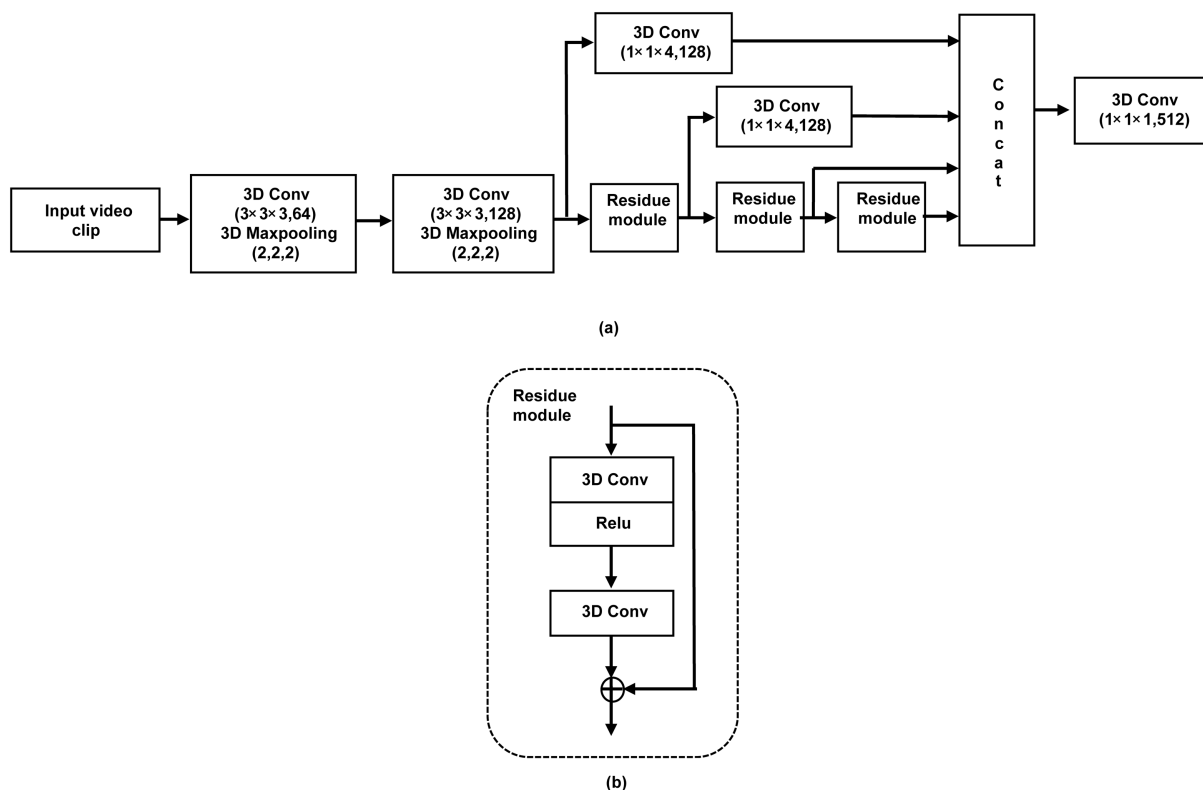 3D Conv
(1×1×4,128)
3D Conv
(1×1×4,128)
Input video
clip
3D Conv
(3×3×3,64)
3D Maxpooling
(2,2,2)
3D Conv
(3×3×3,128)
3D Maxpooling
(2,2,2)
Residue
module
Residue
module
Residue
module
C
o
n
c
a
t
3D Conv
(1×1×1,512)
(a)
Residue
module
3D Conv
Relu
3D Conv
(b)